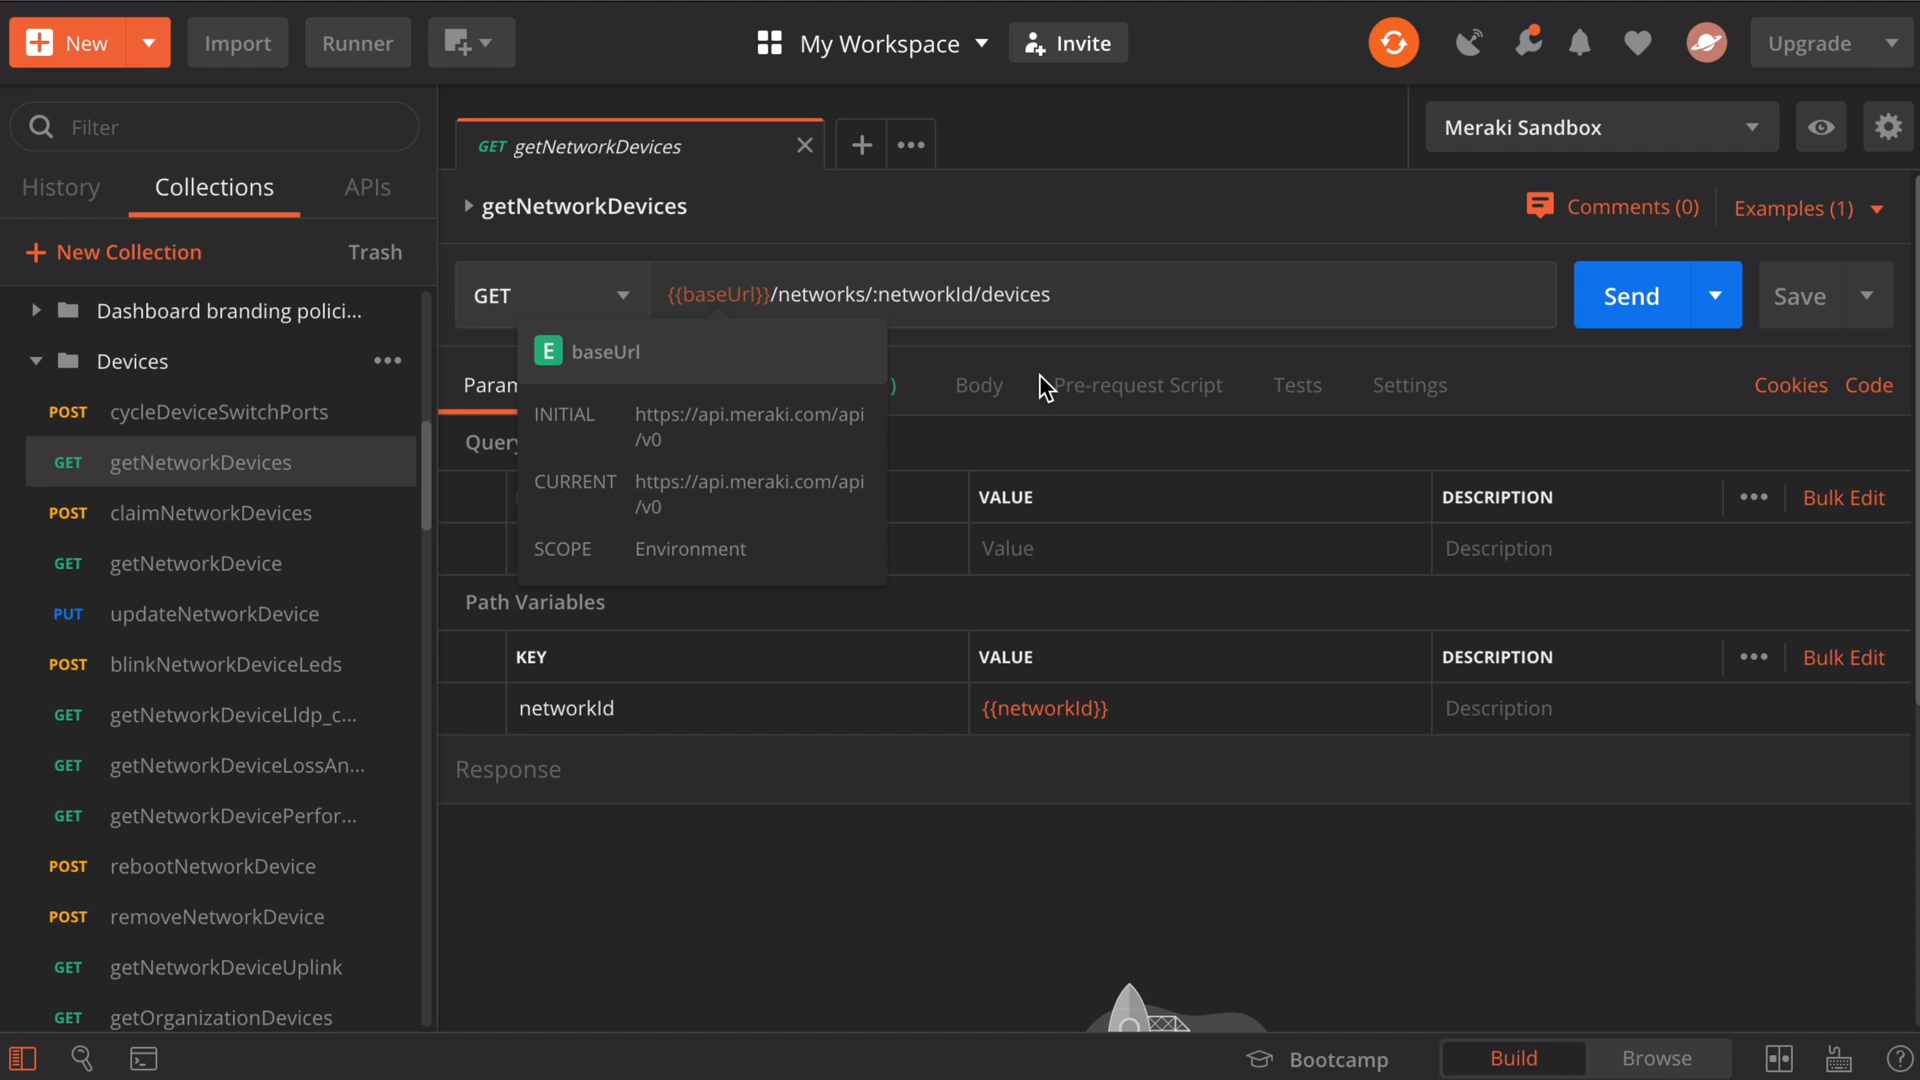 New
Import
Runner
My Workspace
Invite
Upgrade
Filter
History
Collections
APIs
New Collection
Trash
Dashboard branding polici...
Devices
POST cycleDeviceSwitchPorts
GET getNetworkDevices
POST claimNetworkDevices
GET getNetworkDevice
PUT updateNetworkDevice
POST blinkNetworkDeviceLeds
GET getNetworkDeviceLldp_c...
GET getNetworkDeviceLossAn...
GET getNetworkDevicePerfor...
POST rebootNetworkDevice
POST removeNetworkDevice
GET getNetworkDeviceUplink
GET getOrganizationDevices
GET getNetworkDevices
Meraki Sandbox
getNetworkDevices
Comments (0)
Examples (1)
GET
{{baseUrl}}/networks/:networkId/devices
Send
Save
E baseUrl
INITIAL https://api.meraki.com/api
/v0
CURRENT https://api.meraki.com/api
/v0
SCOPE Environment
Param
)
Body
Pre-request Script
Tests
Settings
Cookies
Code
Query
VALUE
DESCRIPTION
Bulk Edit
Value
Description
Path Variables
KEY
VALUE
DESCRIPTION
Bulk Edit
networkId
{{networkId}}
Description
Response
Bootcamp
Build
Browse